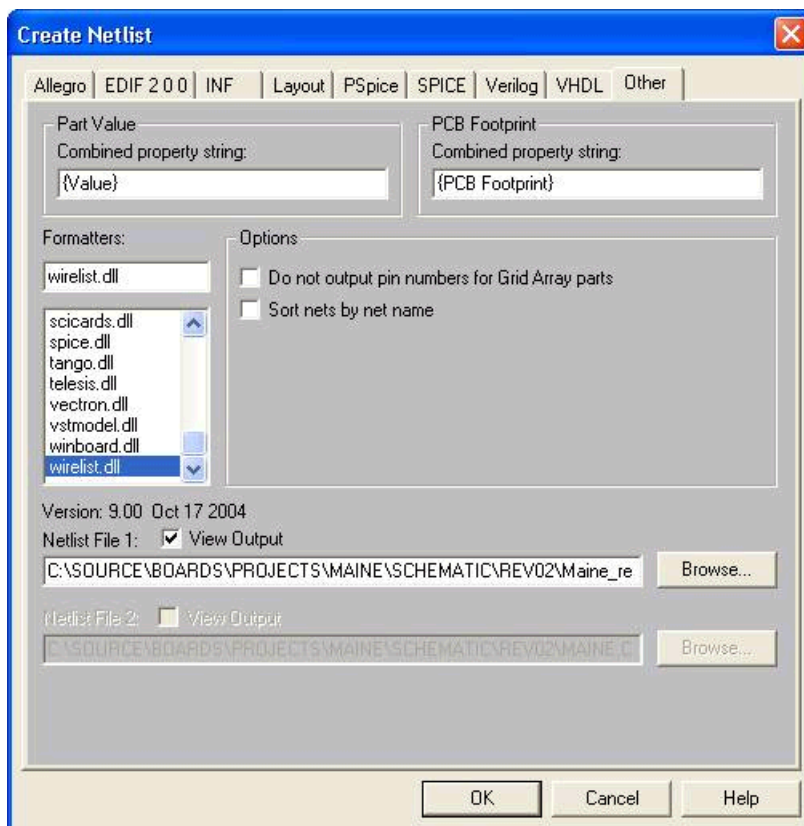 Create Netlist
Allegro EDIF 2 0 0 INF Layout PSpice SPICE Verilog VHDL Other
Part Value PCB Footprint
Combined property string: Combined property string:
{Value} {PCB Footprint}
Formatters: Options
wirelist.dll Do not output pin numbers for Grid Array parts
Sort nets by net name
scicards.dll
spice.dll
tango.dll
telesis.dll
vectron.dll
vstmodel.dll
winboard.dll
wirelist.dll
Version: 9.00 Oct 17 2004
Netlist File 1: View Output
C:\SOURCE\BOARDS\PROJECTS\MAINE\SCHEMATIC\REV02\Maine_re Browse...
Netlist File 2: View Output
C:\SOURCE\BOARDS\PROJECTS\MAINE\SCHEMATIC\REV02\MAINE.C Browse...
OK Cancel Help